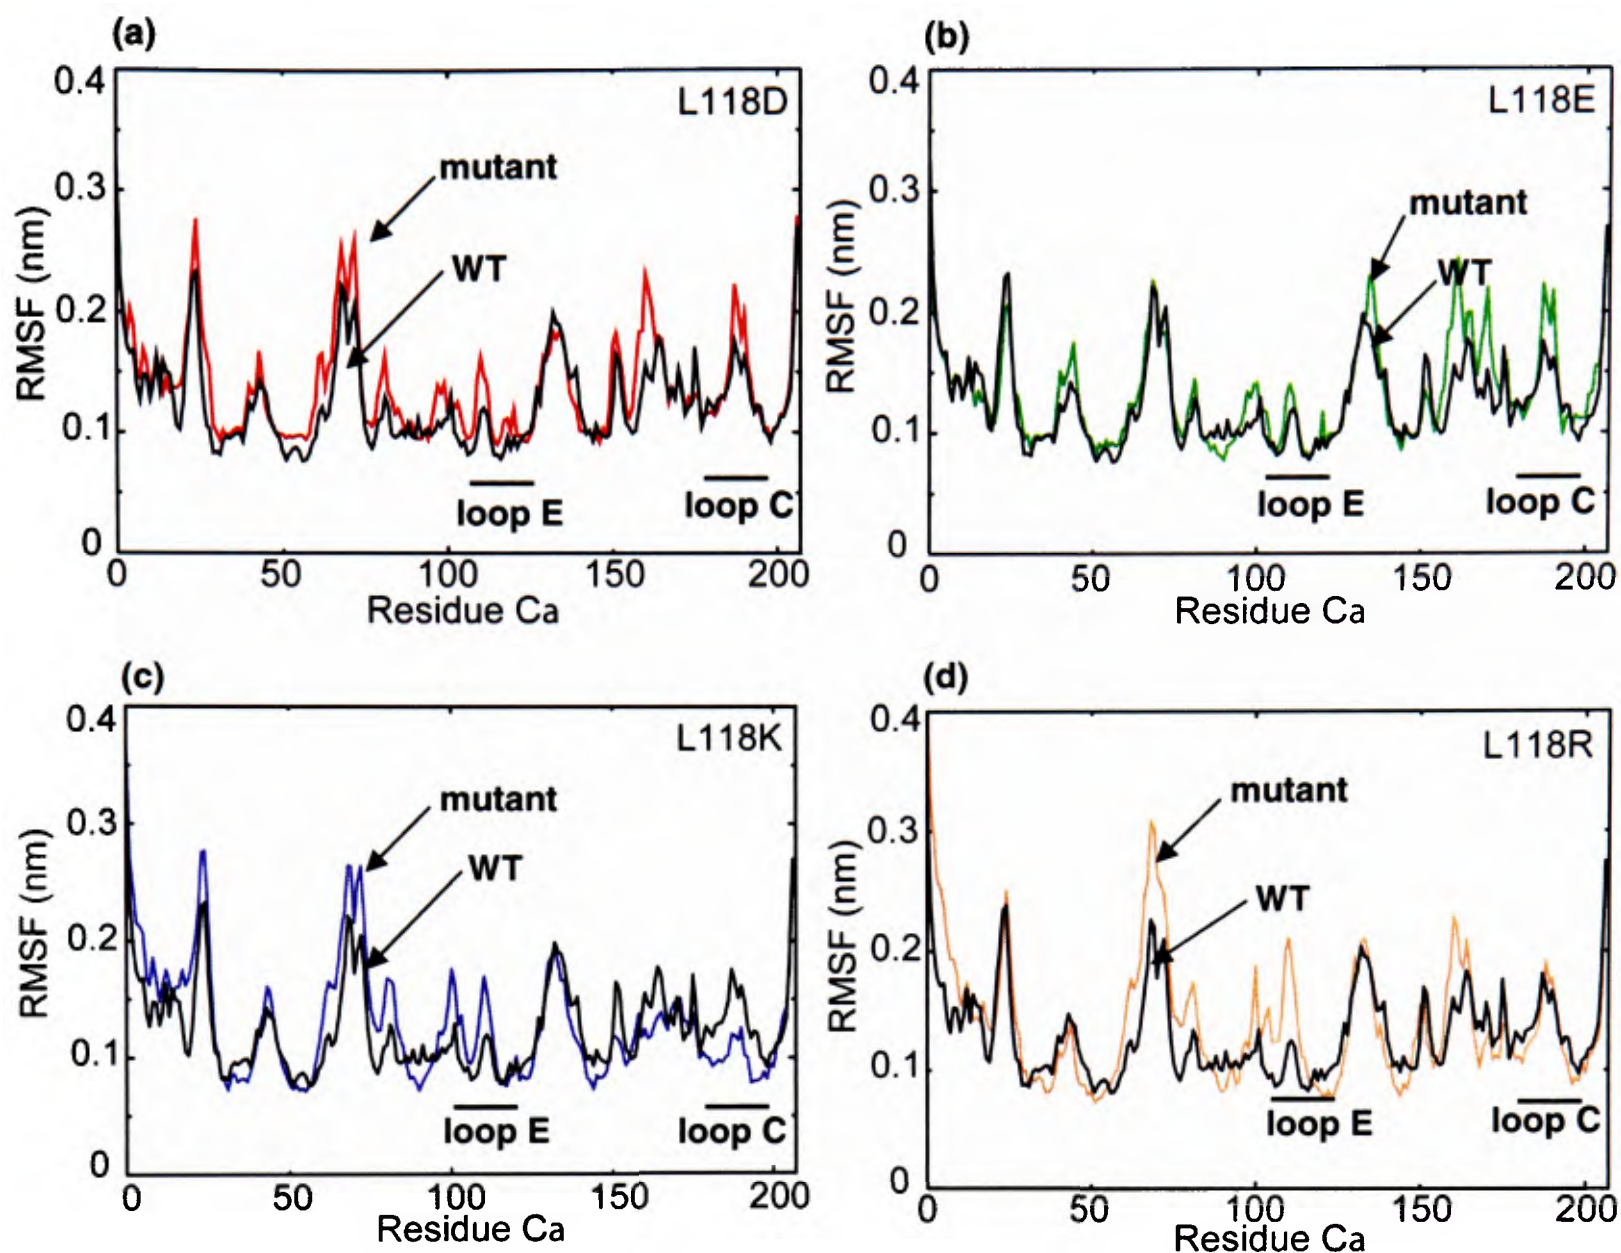 (a)
L118D
mutant
WT
loop E
loop C
0.4
0.3
0.2
0.1
0
RMSF (nm)
0 50 100 150 200
Residue Ca
(b)
L118E
mutant
WT
loop E
loop C
0.4
0.3
0.2
0.1
0
RMSF (nm)
0 50 100 150 200
Residue Ca
(c)
L118K
mutant
WT
loop E
loop C
0.4
0.3
0.2
0.1
0
RMSF (nm)
0 50 100 150 200
Residue Ca
(d)
L118R
mutant
WT
loop E
loop C
0.4
0.3
0.2
0.1
0
RMSF (nm)
0 50 100 150 200
Residue Ca